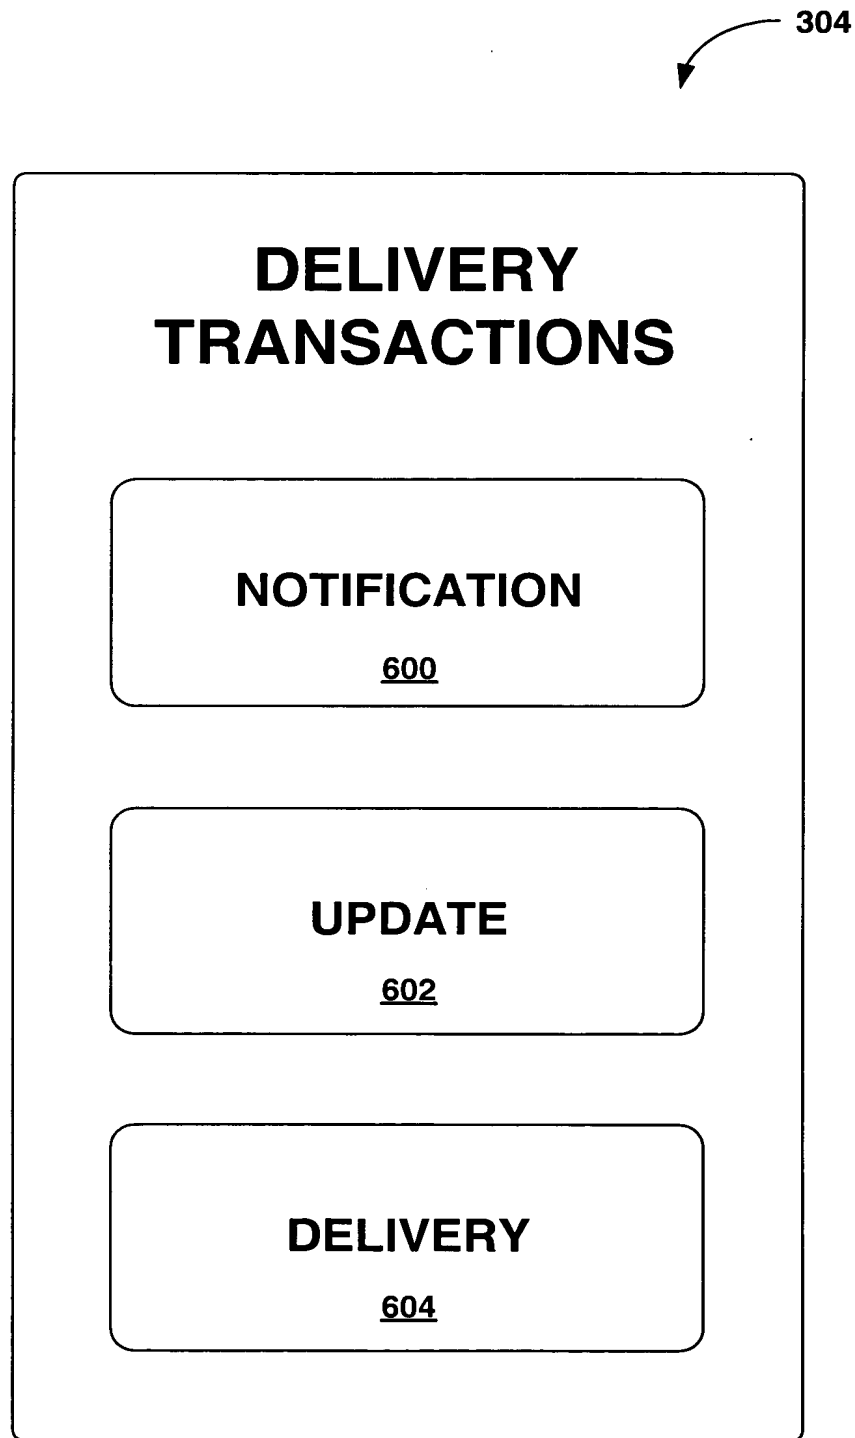 304
DELIVERY
TRANSACTIONS
NOTIFICATION
600
UPDATE
602
DELIVERY
604